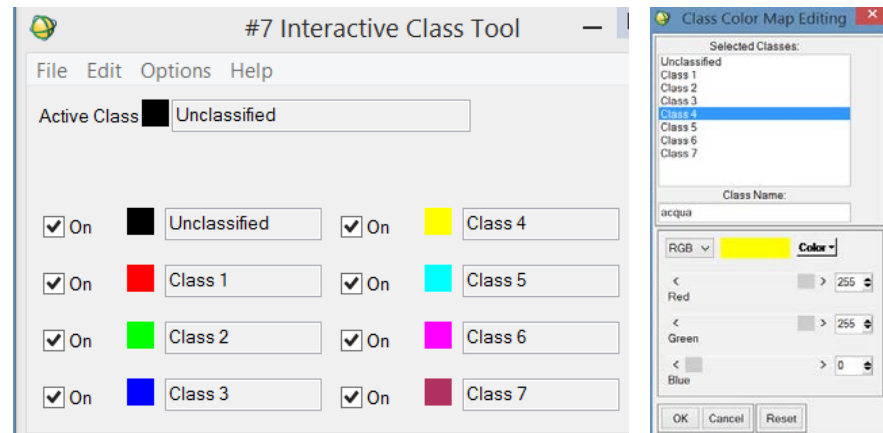 #7 Interactive Class Tool
File Edit Options Help
Active Class Unclassified
On Unclassified On Class 4
On Class 1 On Class 5
On Class 2 On Class 6
On Class 3 On Class 7
Class Color Map Editing
Selected Classes:
Unclassified
Class 1
Class 2
Class 3
Class 4
Class 5
Class 6
Class 7
Class Name:
acqua
RGB Color
< > 255
Red
< > 255
Green
< > 0
Blue
OK Cancel Reset